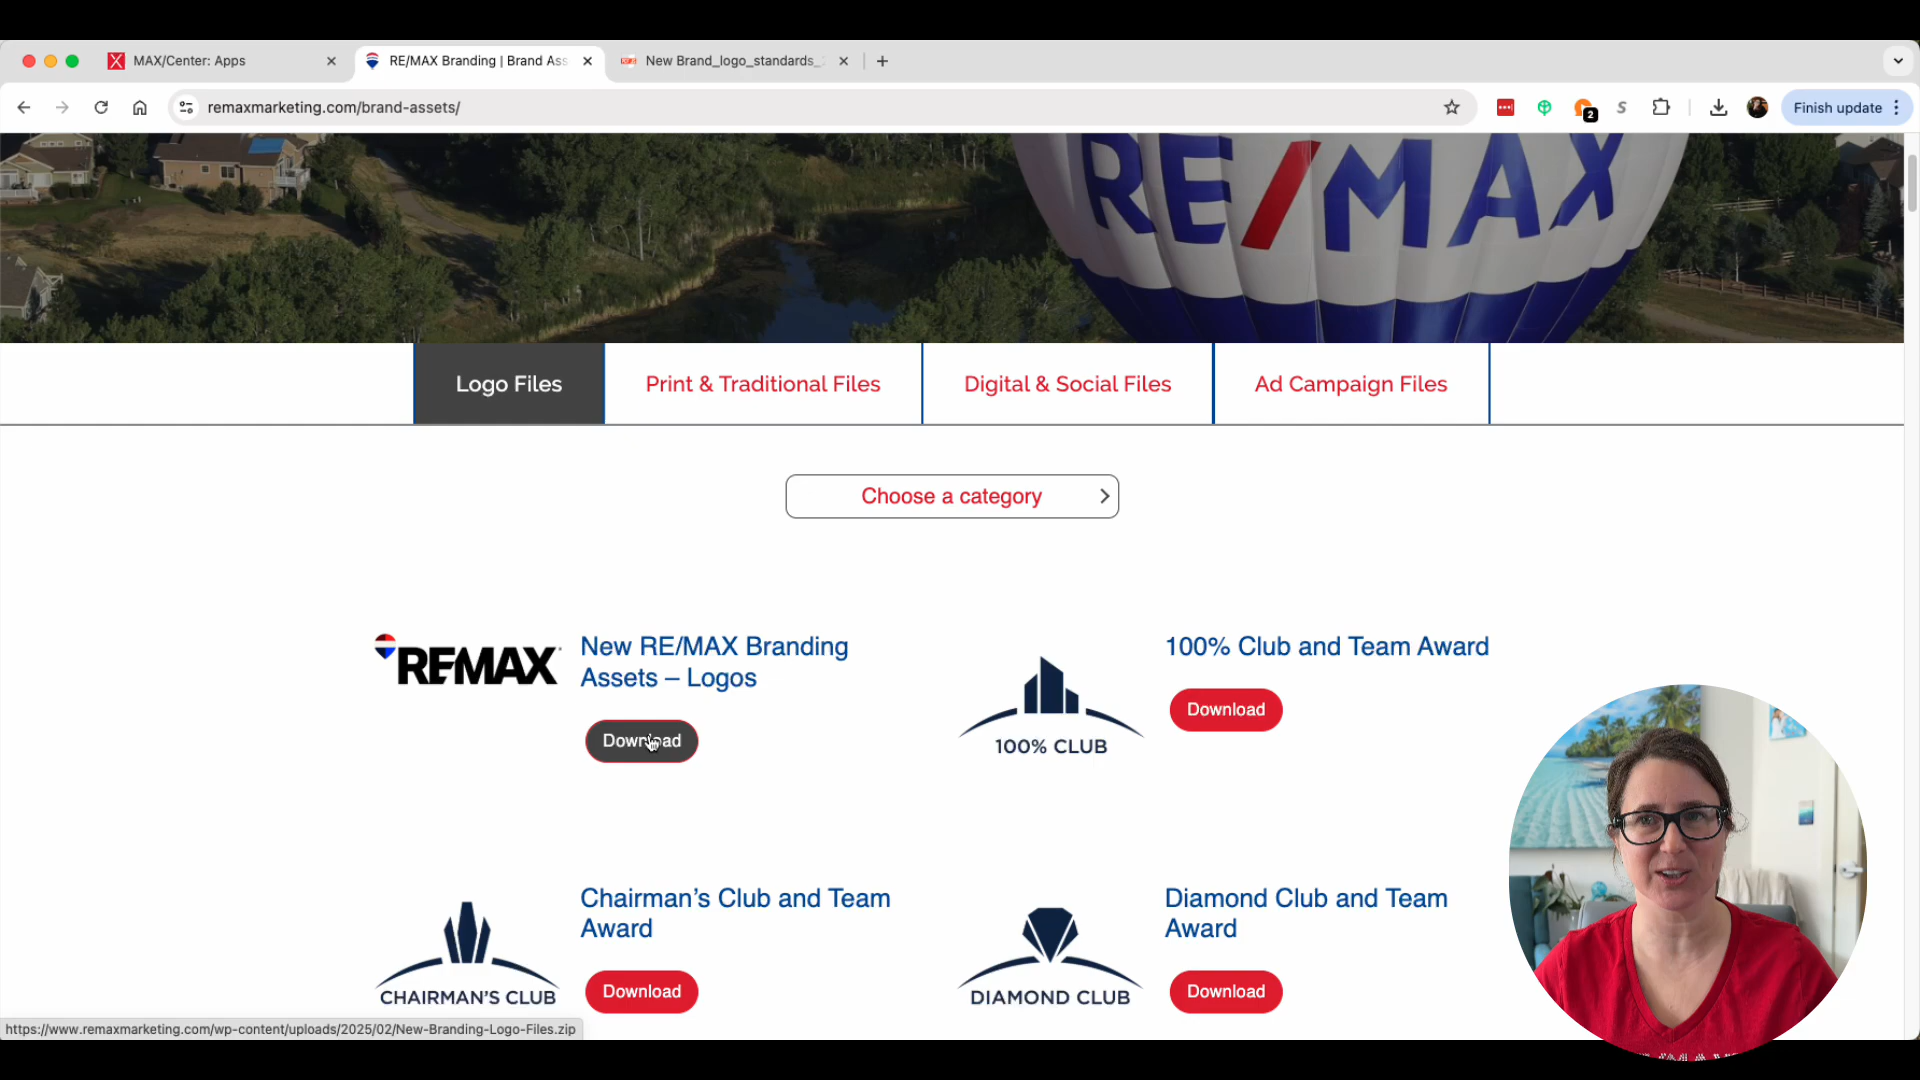 MAX/Center: Apps
RE/MAX Branding | Brand Ass
New Brand_logo_standards_
remaxmarketing.com/brand-assets/
2
S
Finish update
RE/MAX
Logo Files
Print & Traditional Files
Digital & Social Files
Ad Campaign Files
Choose a category
REMAX
New RE/MAX Branding
Assets – Logos
Download
100% CLUB
100% Club and Team Award
Download
CHAIRMAN'S CLUB
Chairman’s Club and Team
Award
Download
DIAMOND CLUB
Diamond Club and Team
Award
Download
https://www.remaxmarketing.com/wp-content/uploads/2025/02/New-Branding-Logo-Files.zip